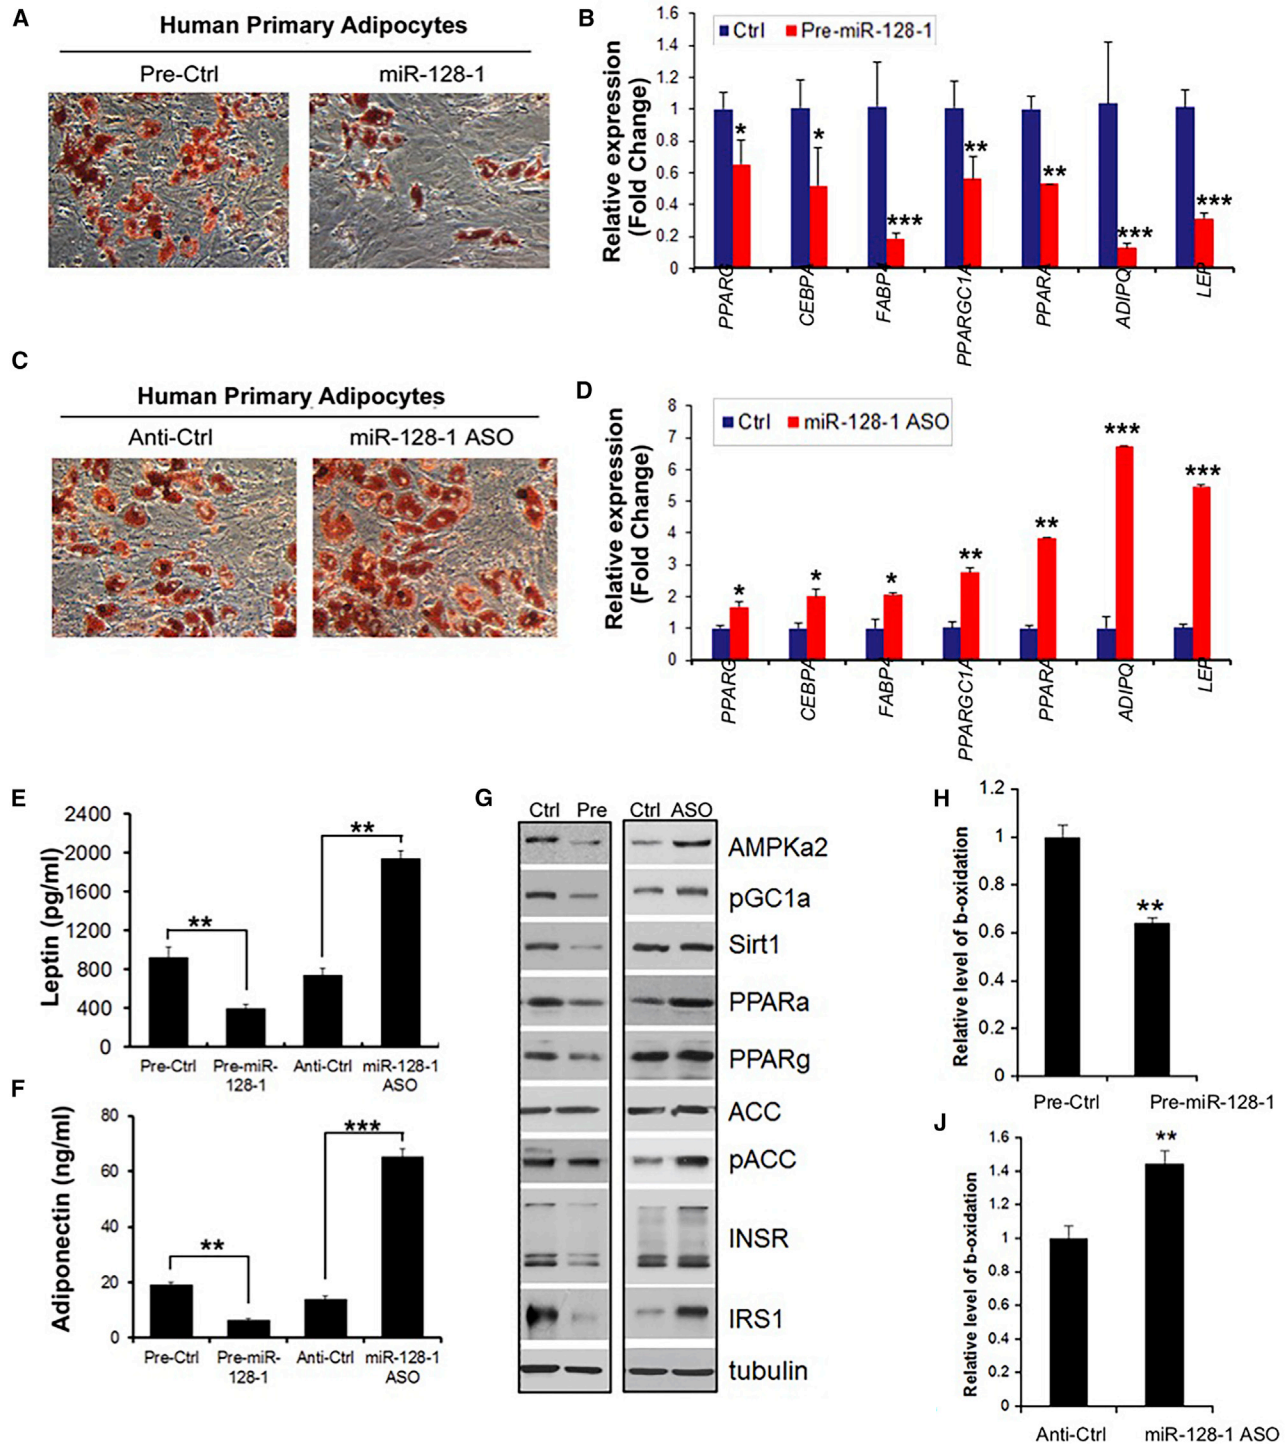 A
Human Primary Adipocytes
Pre-Ctrl
miR-128-1
B
Ctrl
Pre-miR-128-1
Relative expression
(Fold Change)
1.6
1.4
1.2
1
0.8
0.6
0.4
0.2
0
*
*
***
**
**
***
***
PPARG
CEBPA
FABP4
PPARGC1A
PPARA
ADIPQ
LEP
C
Human Primary Adipocytes
Anti-Ctrl
miR-128-1 ASO
D
Ctrl
miR-128-1 ASO
Relative expression
(Fold Change)
8
7
6
5
4
3
2
1
0
*
*
*
**
**
***
***
PPARG
CEBPA
FABP4
PPARGC1A
PPARA
ADIPQ
LEP
E
Leptin (pg/ml)
2400
2000
1600
1200
800
400
0
**
**
Pre-Ctrl
Pre-miR-
128-1
Anti-Ctrl
miR-128-1
ASO
F
Adiponectin (ng/ml)
80
60
40
20
0
**
***
Pre-Ctrl
Pre-miR-
128-1
Anti-Ctrl
miR-128-1
ASO
G
Ctrl Pre
Ctrl ASO
AMPKa2
pGC1a
Sirt1
PPARa
PPARg
ACC
pACC
INSR
IRS1
tubulin
H
Relative level of b-oxidation
1.2
1
0.8
0.6
0.4
0.2
0
**
Pre-Ctrl
Pre-miR-128-1
J
Relative level of b-oxidation
1.6
1.4
1.2
1
0.8
0.6
0.4
0.2
0
**
Anti-Ctrl
miR-128-1 ASO